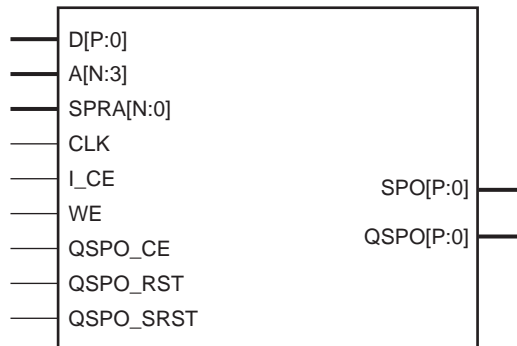 D[P:0]
A[N:3]
SPRA[N:0]
CLK
I_CE
WE
QSPO_CE
QSPO_RST
QSPO_SRST
SPO[P:0]
QSPO[P:0]